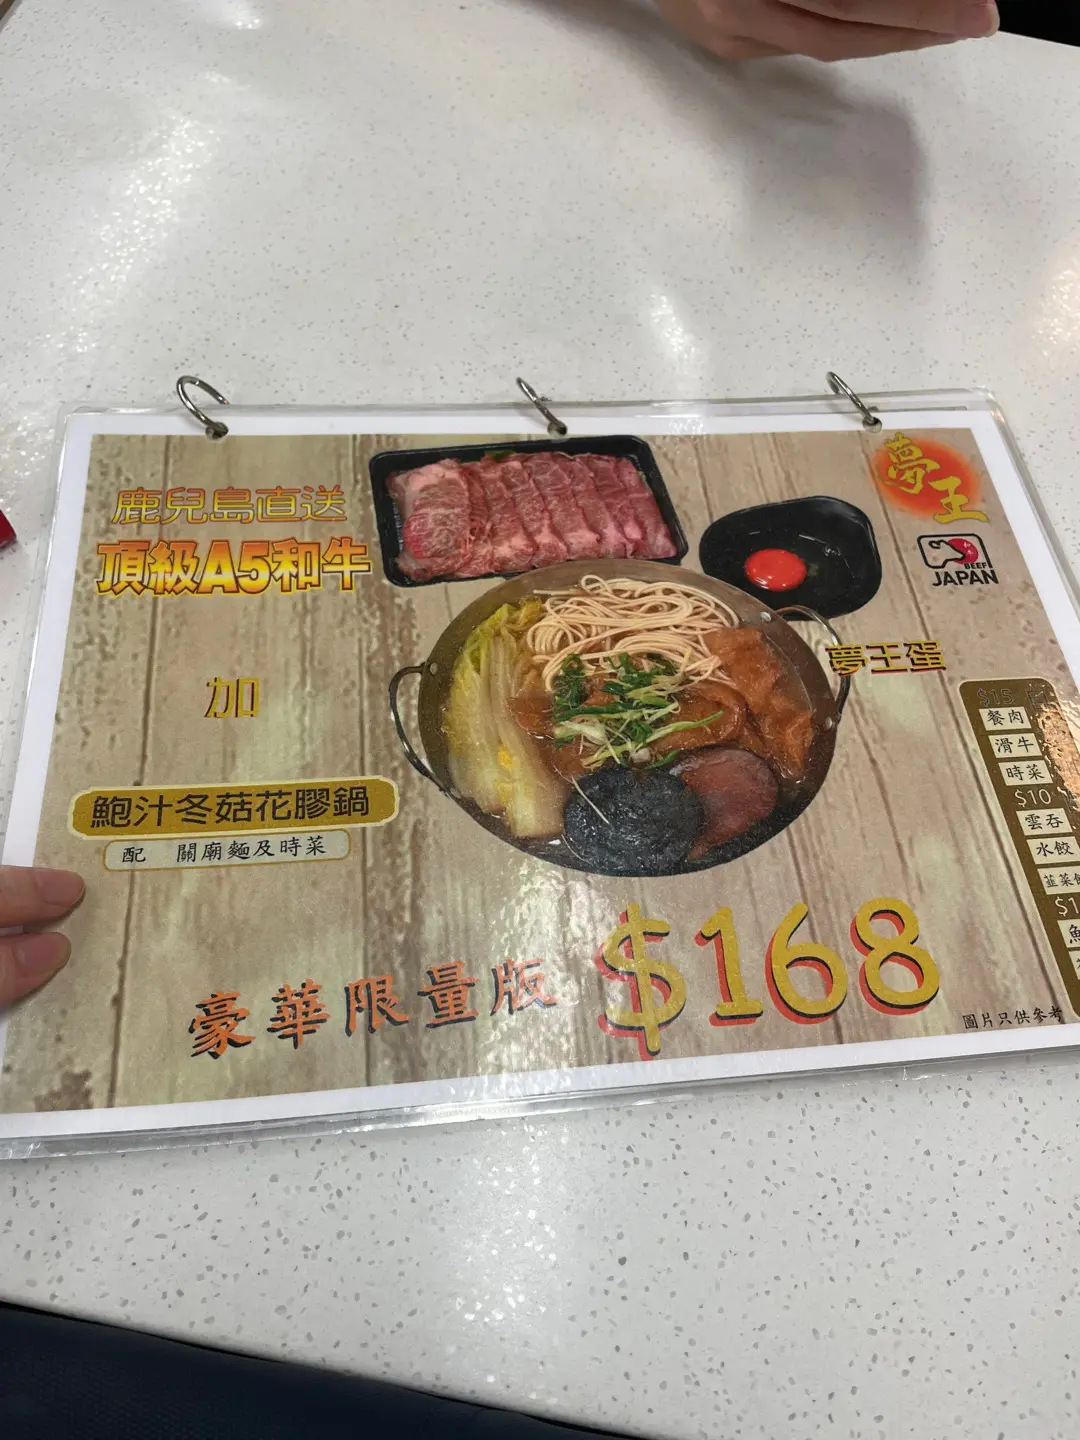 鹿兒島直送
頂級A5和牛
加
鮑汁冬菇花膠鍋
配 關廟麵及時菜
豪華限量版 $168
夢王
BEEF
JAPAN
夢王蛋
$15
餐肉
滑牛
時菜
$10
雲吞
水餃
韮菜
圖片只供參考